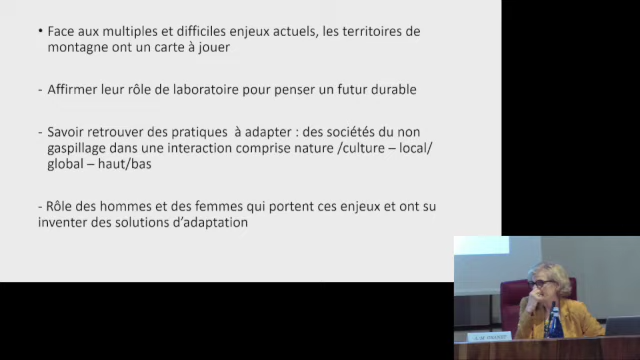 • Face aux multiples et difficiles enjeux actuels, les territoires de
montagne ont un carte à jouer
- Affirmer leur rôle de laboratoire pour penser un futur durable
- Savoir retrouver des pratiques à adapter : des sociétés du non
gaspillage dans une interaction comprise nature /culture – local/
global – haut/bas
- Rôle des hommes et des femmes qui portent ces enjeux et ont su
inventer des solutions d'adaptation